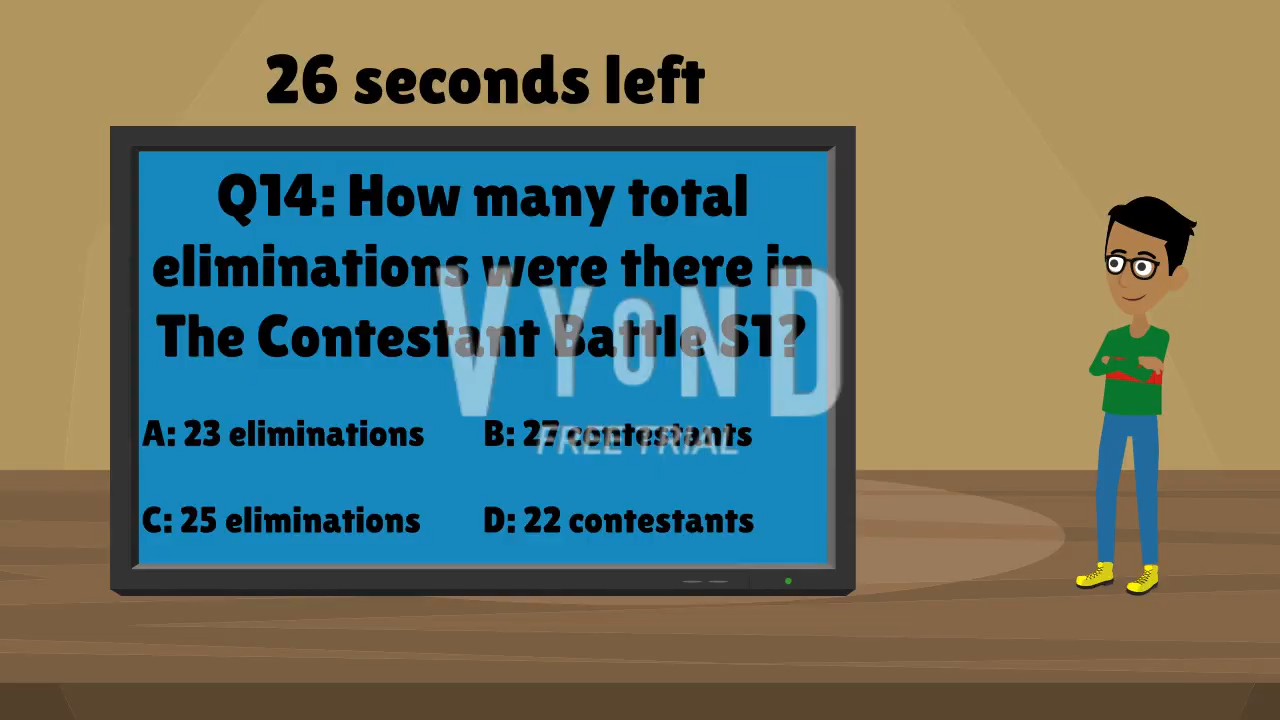 26 seconds left
Q14: How many total
eliminations were there in
The Contestant Battle S1?
A: 23 eliminations
B: 27 contestants
C: 25 eliminations
D: 22 contestants
VYOND
FREE TRIAL